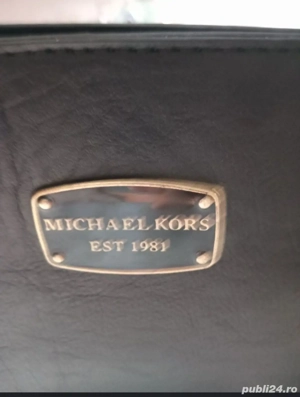 MICHAEL KORS
EST 1981
publi24.ro